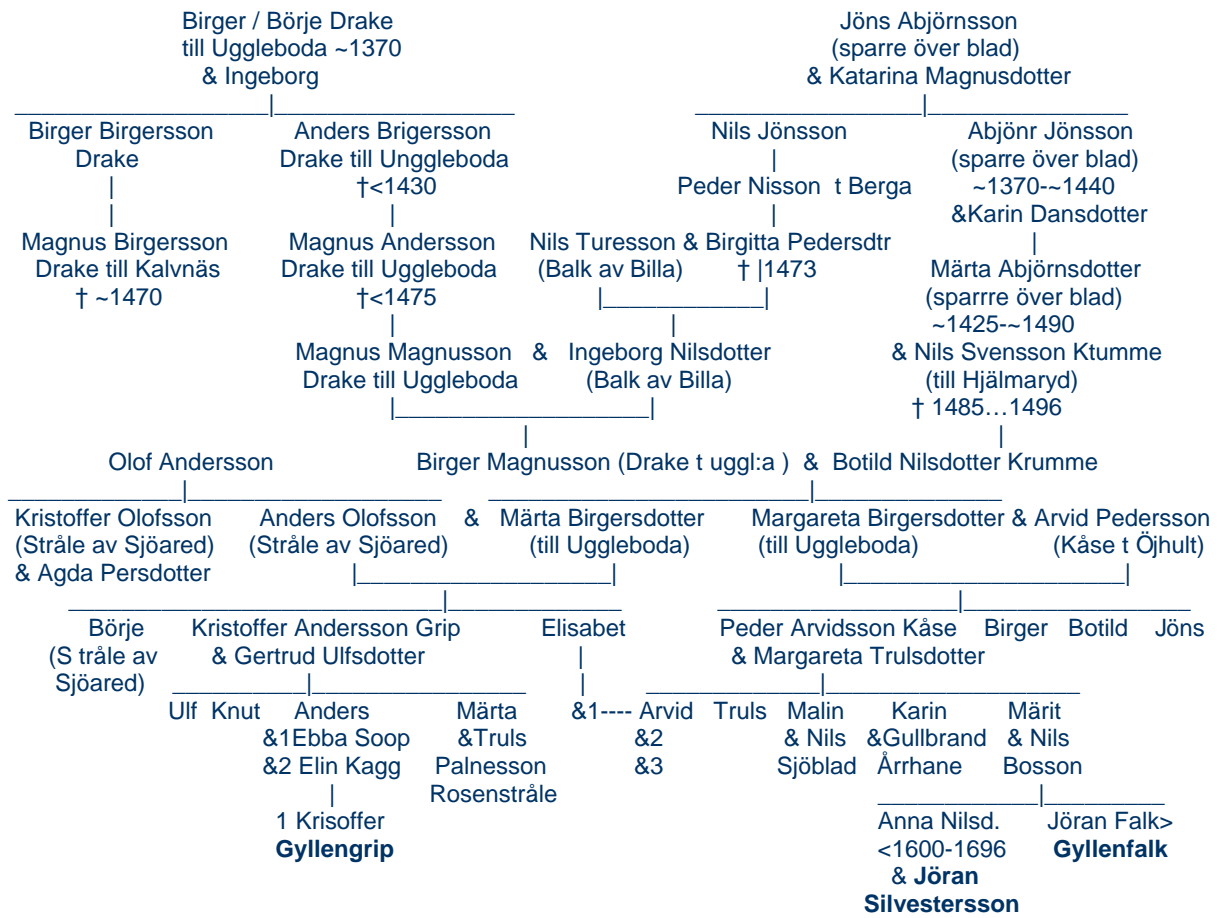 Birger / Börje Drake Jöns Abjörnsson
till Uggleboda ~1370 (sparre över blad)
& Ingeborg & Katarina Magnusdotter
Birger Birgersson Anders Brigersson Nils Jönsson Abjönr Jönsson
Drake Drake till Unggleboda (sparre över blad)
†<1430 Peder Nisson t Berga ~1370-~1440
&Karin Dansdotter
Magnus Birgersson Magnus Andersson Nils Turesson & Birgitta Pedersdtr
Drake till Kalvnäs Drake till Uggleboda (Balk av Billa) † |1473 Märta Abjörnsdotter
† ~1470 †<1475 (sparrre över blad)
~1425-~1490
Magnus Magnusson & Ingeborg Nilsdotter & Nils Svensson Ktumme
Drake till Uggleboda (Balk av Billa) (till Hjälmaryd)
† 1485…1496
Olof Andersson Birger Magnusson (Drake t uggl:a ) & Botild Nilsdotter Krumme
Kristoffer Olofsson Anders Olofsson & Märta Birgersdotter Margareta Birgersdotter & Arvid Pedersson
(Stråle av Sjöared) (Stråle av Sjöared) (till Uggleboda) (till Uggleboda) (Kåse t Öjhult)
& Agda Persdotter
Börje Kristoffer Andersson Grip Elisabet Peder Arvidsson Kåse Birger Botild Jöns
(S tråle av & Gertrud Ulfsdotter & Margareta Trulsdotter
Sjöared)
Ulf Knut Anders Märta &1---- Arvid Truls Malin Karin Märit
&1Ebba Soop &Truls &2 & Nils &Gullbrand & Nils
&2 Elin Kagg Palnesson &3 Sjöblad Årrhane Bosson
Rosenstråle
1 Krisoffer Anna Nilsd. Jöran Falk>
Gyllengrip <1600-1696 Gyllenfalk
& Jöran
Silvestersson